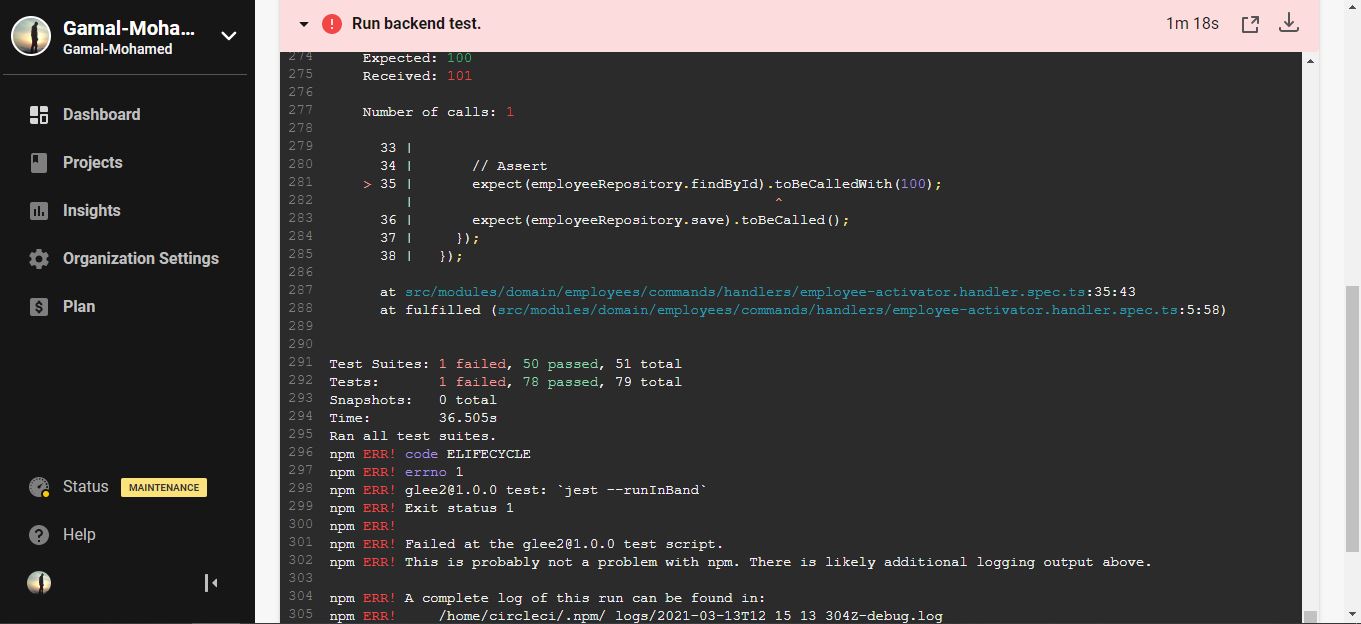 Gamal-Moha...
Gamal-Mohamed
Dashboard
Projects
Insights
Organization Settings
Plan
Status MAINTENANCE
Help
Run backend test. 1m 18s
274 Expected: 100
275 Received: 101
276
277 Number of calls: 1
278
279 33 |
280 34 | // Assert
281 > 35 | expect(employeeRepository.findById).toBeCalledWith(100);
282 | ^
283 36 | expect(employeeRepository.save).toBeCalled();
284 37 | });
285 38 | });
286
287 at src/modules/domain/employees/commands/handlers/employee-activator.handler.spec.ts:35:43
288 at fulfilled (src/modules/domain/employees/commands/handlers/employee-activator.handler.spec.ts:5:58)
289
290
291 Test Suites: 1 failed, 50 passed, 51 total
292 Tests: 1 failed, 78 passed, 79 total
293 Snapshots: 0 total
294 Time: 36.505s
295 Ran all test suites.
296 npm ERR! code ELIFECYCLE
297 npm ERR! errno 1
298 npm ERR! glee2@1.0.0 test: `jest --runInBand`
299 npm ERR! Exit status 1
300 npm ERR!
301 npm ERR! Failed at the glee2@1.0.0 test script.
302 npm ERR! This is probably not a problem with npm. There is likely additional logging output above.
303
304 npm ERR! A complete log of this run can be found in:
305 npm ERR! /home/circleci/.npm/_logs/2021-03-13T12_15_13_304Z-debug.log